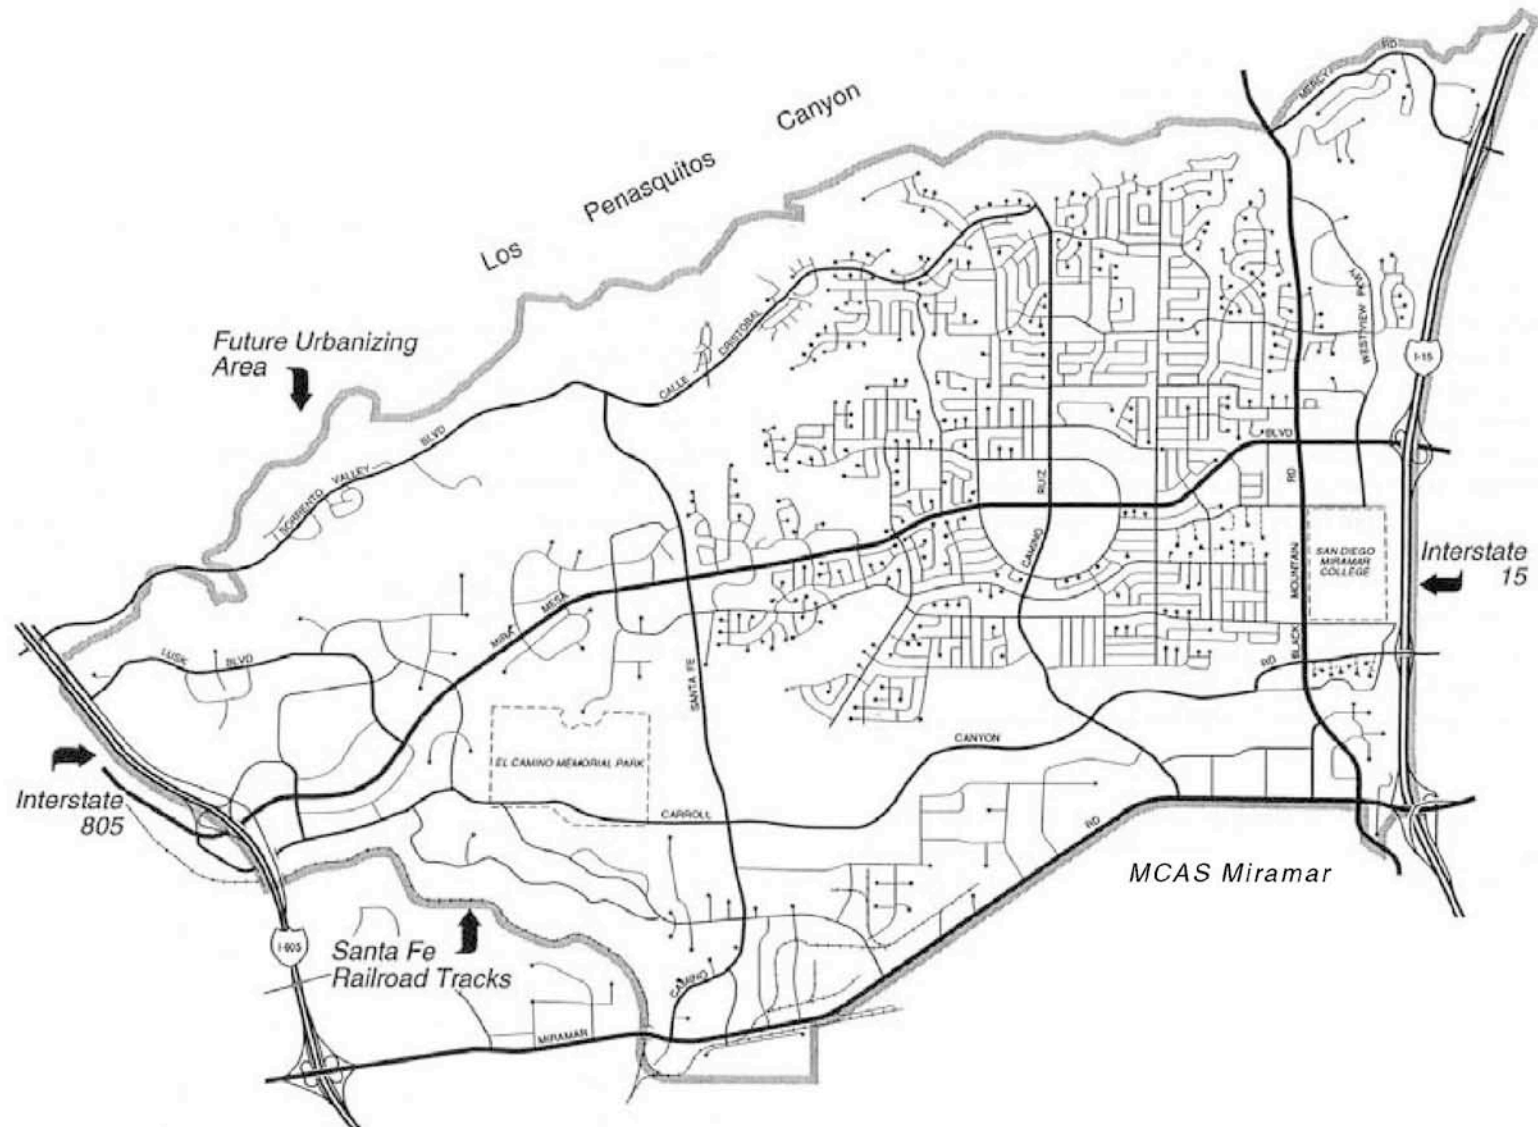 Los Penasquitos Canyon
MERCY RD
Future Urbanizing
Area
CALLE CRISTOBAL
WESTVIEW PKY
I-15
SORRENTO VALLEY BLVD
BLVD
RUIZ
RD
CAMINO
MOUNTAIN
SAN DIEGO
MIRAMAR
COLLEGE
Interstate
15
MIRA MESA
LUSK BLVD
BLACK
RD
SANTA FE
CANYON
EL CAMINO MEMORIAL PARK
Interstate
805
CARROLL
RD
MCAS Miramar
I-805
Santa Fe
Railroad Tracks
CAMINO
MIRAMAR